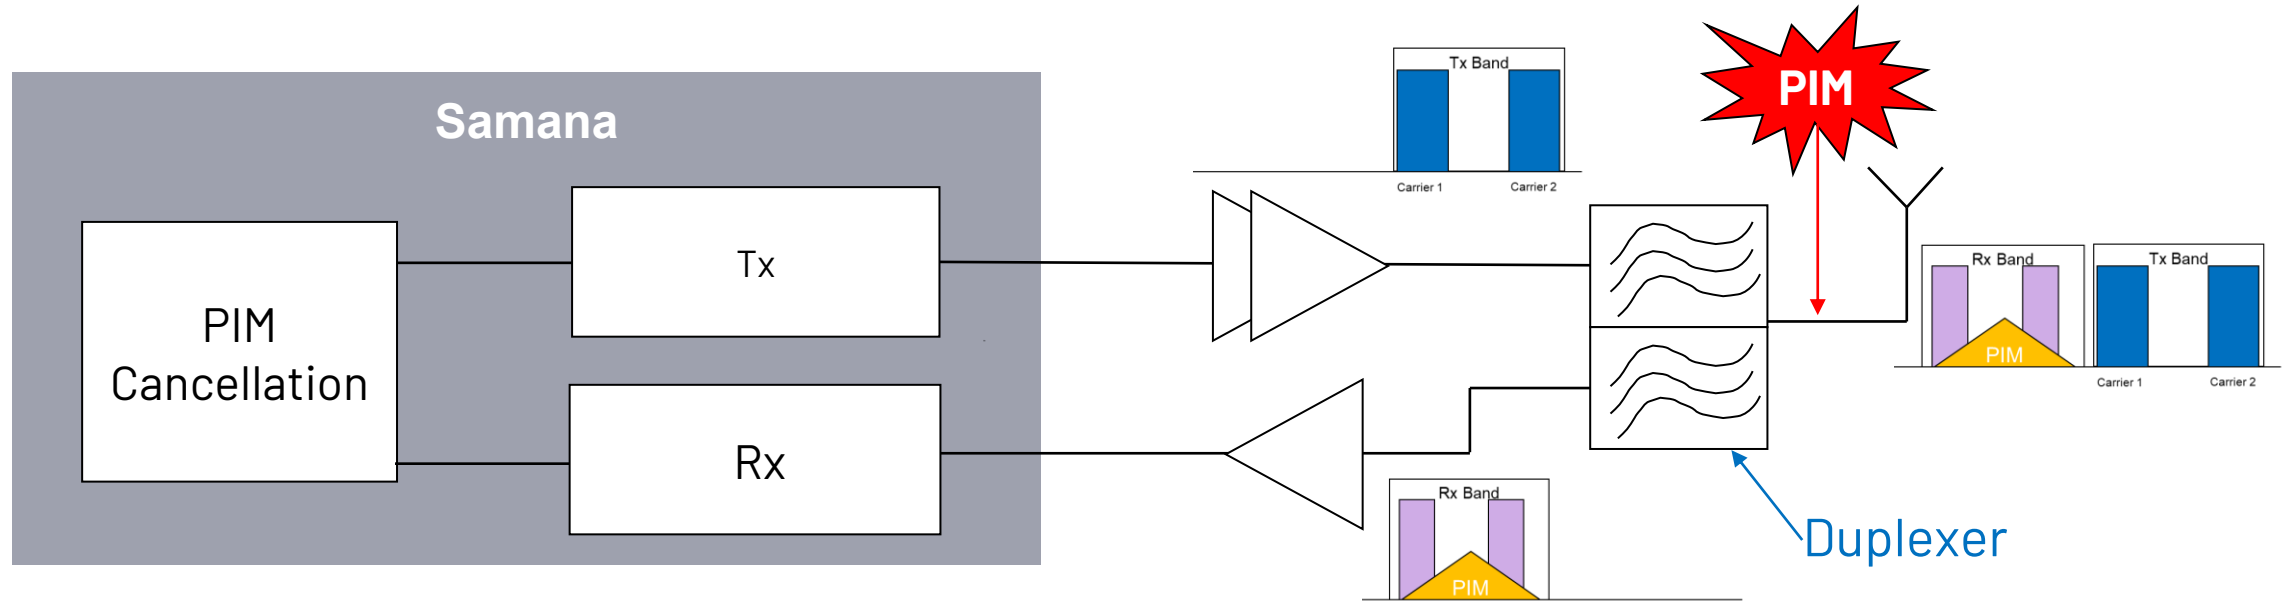 Samana
PIM
Cancellation
Tx
Rx
Tx Band
Carrier 1
Carrier 2
PIM
Rx Band
PIM
Tx Band
Carrier 1
Carrier 2
Rx Band
PIM
Duplexer